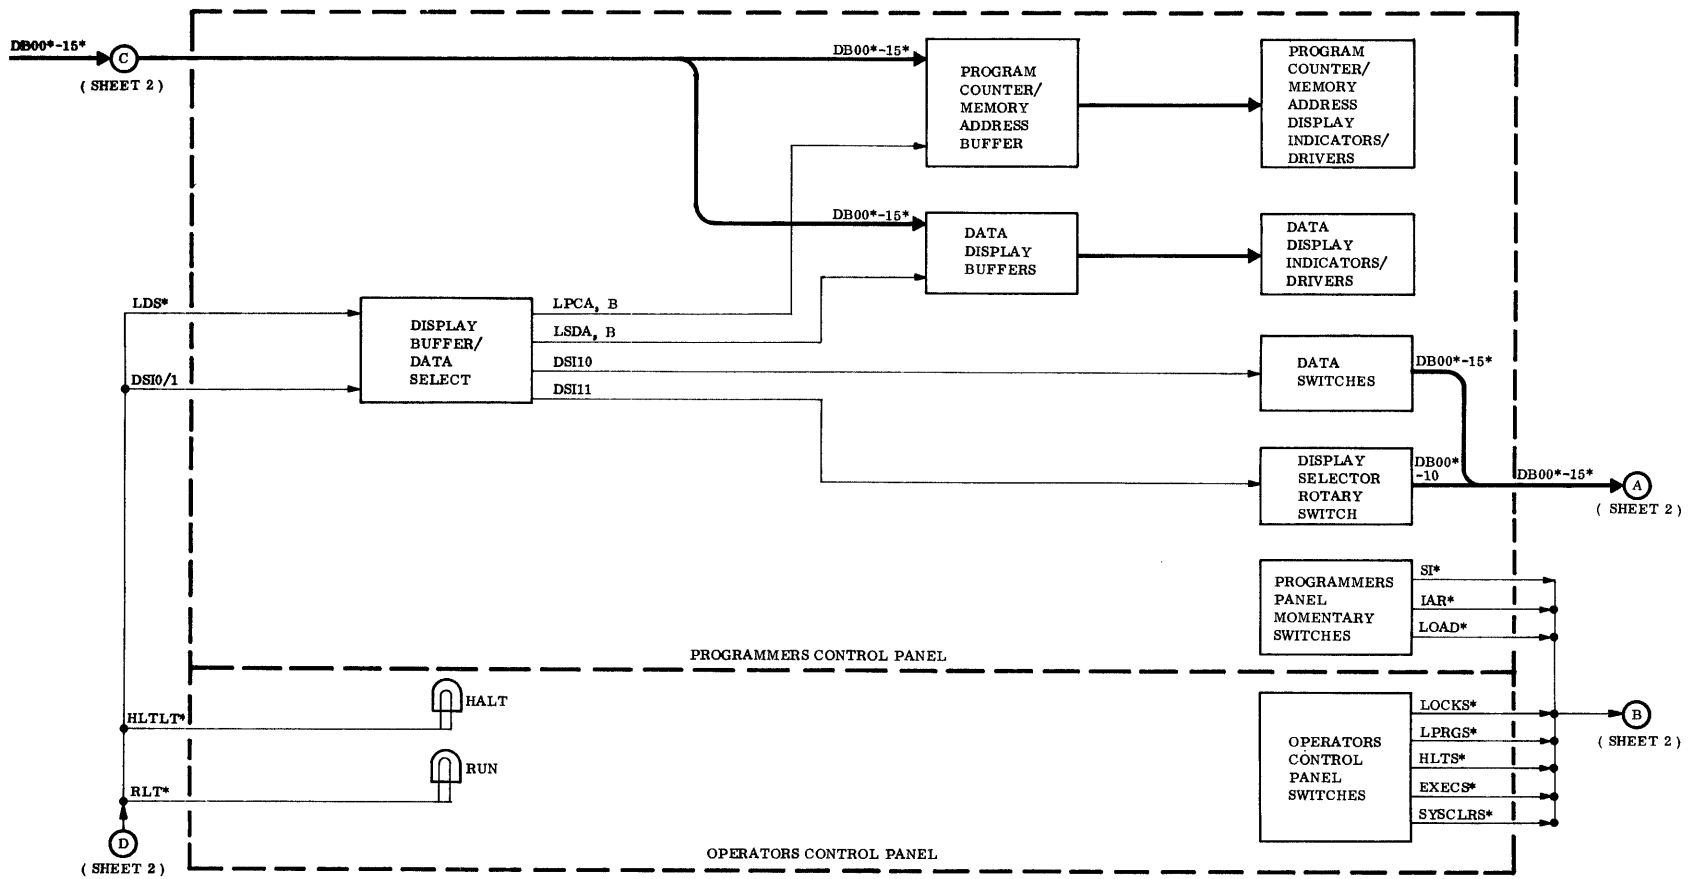 DB00*-15*
C
( SHEET 2 )
DB00*-15*
PROGRAM
COUNTER/
MEMORY
ADDRESS
BUFFER
PROGRAM
COUNTER/
MEMORY
ADDRESS
DISPLAY
INDICATORS/
DRIVERS
DB00*-15*
DATA
DISPLAY
BUFFERS
DATA
DISPLAY
INDICATORS/
DRIVERS
LDS*
DSI0/1
DISPLAY
BUFFER/
DATA
SELECT
LPCA, B
LSDA, B
DSI10
DSI11
DATA
SWITCHES
DB00*-15*
DISPLAY
SELECTOR
ROTARY
SWITCH
DB00*
-10
DB00*-15*
A
( SHEET 2 )
PROGRAMMERS
PANEL
MOMENTARY
SWITCHES
SI*
IAR*
LOAD*
PROGRAMMERS CONTROL PANEL
HLTLT*
HALT
RLT*
RUN
D
( SHEET 2 )
OPERATORS
CONTROL
PANEL
SWITCHES
LOCKS*
LPRGS*
HLTS*
EXECS*
SYSCLRS*
B
( SHEET 2 )
OPERATORS CONTROL PANEL